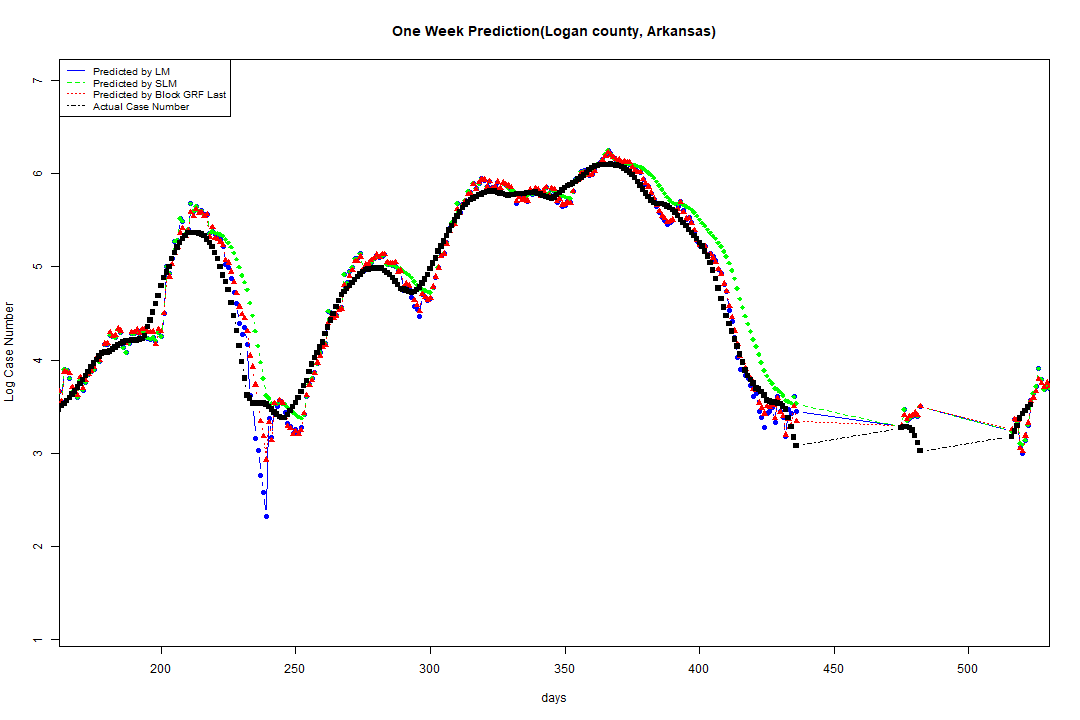 One Week Prediction(Logan county, Arkansas)
Predicted by LM
Predicted by SLM
Predicted by Block GRF Last
Actual Case Number
7
6
5
4
3
2
1
Log Case Number
200 250 300 350 400 450 500
days